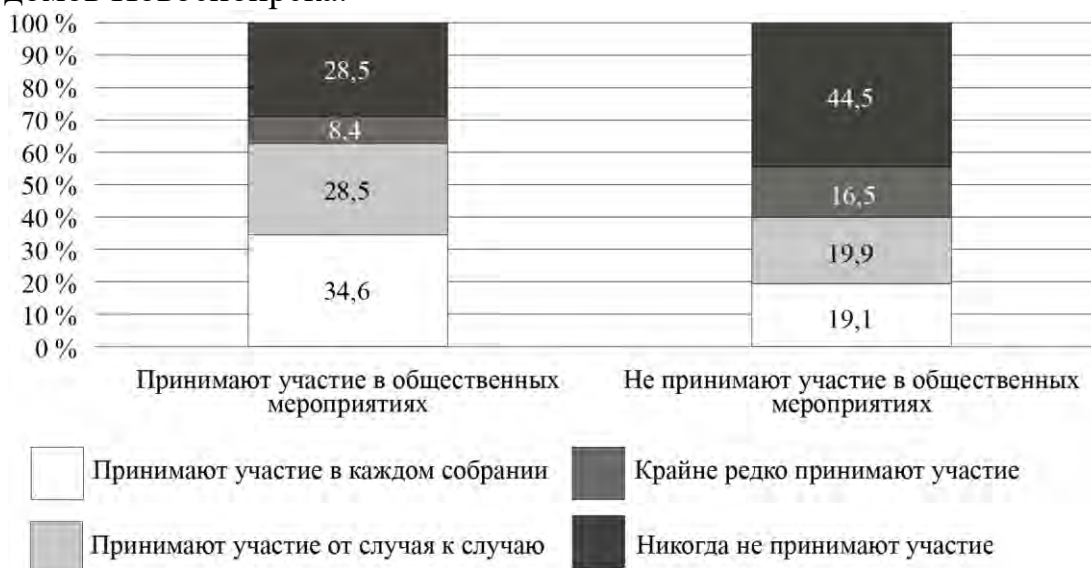 100 %
90 %
80 %
70 %
60 %
50 %
40 %
30 %
20 %
10 %
0 %
28,5
8,4
28,5
34,6
44,5
16,5
19,9
19,1
Принимают участие в общественных
мероприятиях
Не принимают участие в общественных
мероприятиях
Принимают участие в каждом собрании
Крайне редко принимают участие
Принимают участие от случая к случаю
Никогда не принимают участие